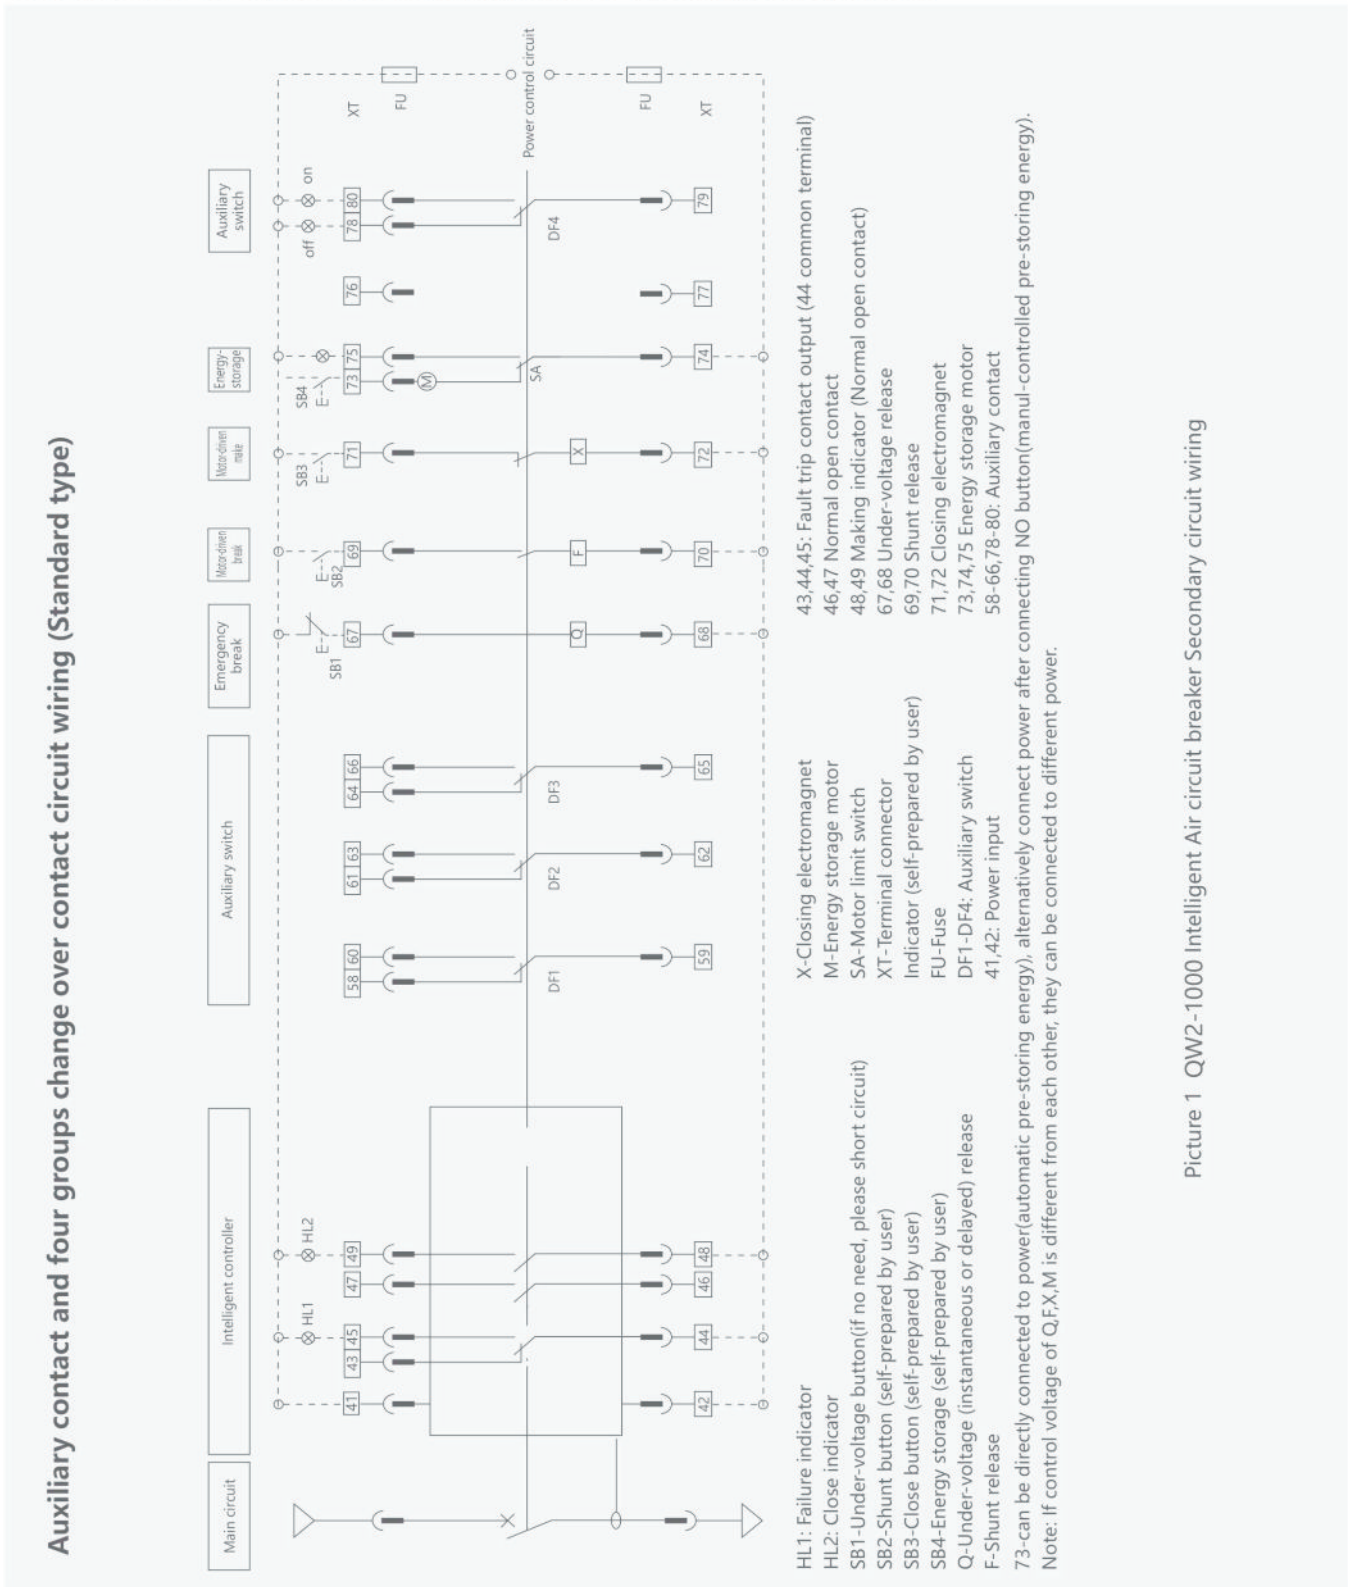 Auxiliary contact and four groups change over contact circuit wiring (Standard type)
Main circuit
Intelligent controller
Auxiliary switch
Emergency
break
Motor-driven
break
Motor-driven
make
Energy-
storage
Auxiliary
switch
HL1
HL2
SB1
E
SB2
E
SB3
E
SB4
E
off
on
41
43
45
47
49
58
60
61
63
64
66
67
69
71
73
75
76
78
80
XT
FU
M
DF1
DF2
DF3
Q
F
X
SA
DF4
Power control circuit
FU
42
44
46
48
59
62
65
68
70
72
74
77
79
XT
HL1: Failure indicator
HL2: Close indicator
SB1-Under-voltage button(if no need, please short circuit)
SB2-Shunt button (self-prepared by user)
SB3-Close button (self-prepared by user)
SB4-Energy storage (self-prepared by user)
Q-Under-voltage (instantaneous or delayed) release
F-Shunt release
X-Closing electromagnet
M-Energy storage motor
SA-Motor limit switch
XT-Terminal connector
Indicator (self-prepared by user)
FU-Fuse
DF1-DF4: Auxiliary switch
41,42: Power input
43,44,45: Fault trip contact output (44 common terminal)
46,47 Normal open contact
48,49 Making indicator (Normal open contact)
67,68 Under-voltage release
69,70 Shunt release
71,72 Closing electromagnet
73,74,75 Energy storage motor
58-66,78-80: Auxiliary contact
73-can be directly connected to power(automatic pre-storing energy), alternatively connect power after connecting NO button(manul-controlled pre-storing energy).
Note: If control voltage of Q,F,X,M is different from each other, they can be connected to different power.
Picture 1 QW2-1000 Intelligent Air circuit breaker Secondary circuit wiring